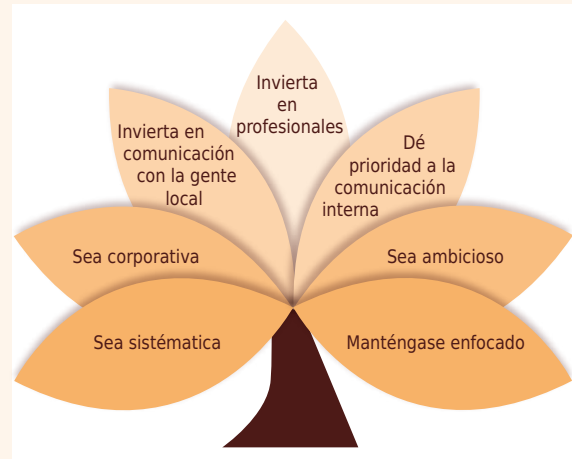 Invierta
en
profesionales
Invierta en
comunicación
con la gente
local
Dé
prioridad a la
comunicación
interna
Sea corporativa
Sea ambicioso
Sea sistématica
Manténgase enfocado